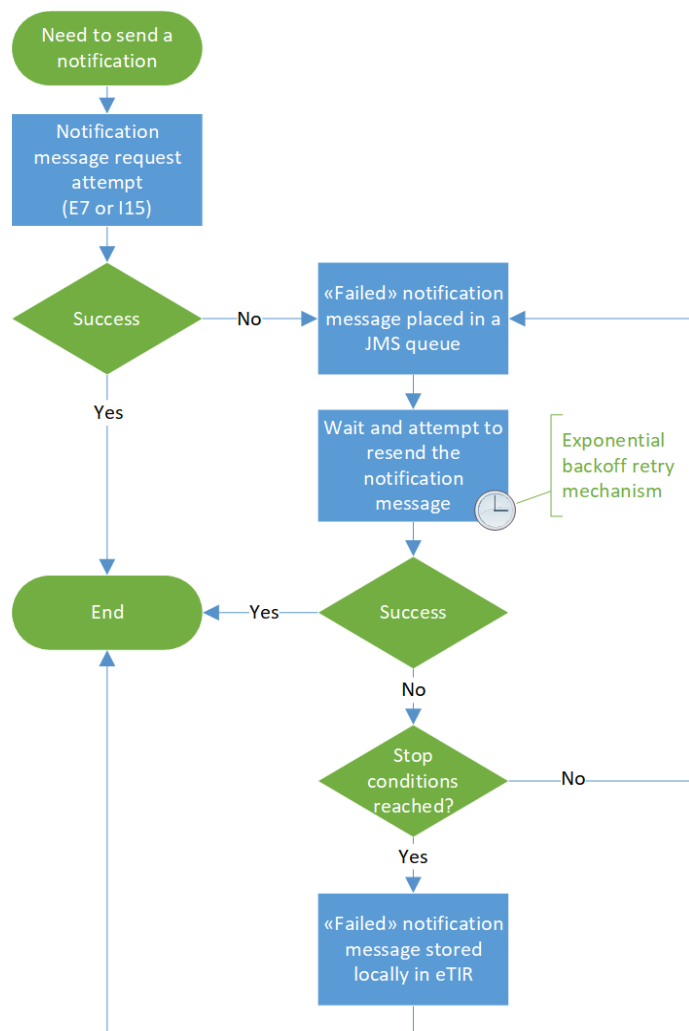 Need to send a
notification
Notification
message request
attempt
(E7 or I15)
Success
No
Yes
«Failed» notification
message placed in a
JMS queue
Wait and attempt to
resend the
notification
message
Exponential
backoff retry
mechanism
End
Yes
Success
No
Stop
conditions
reached?
No
Yes
«Failed» notification
message stored
locally in eTIR